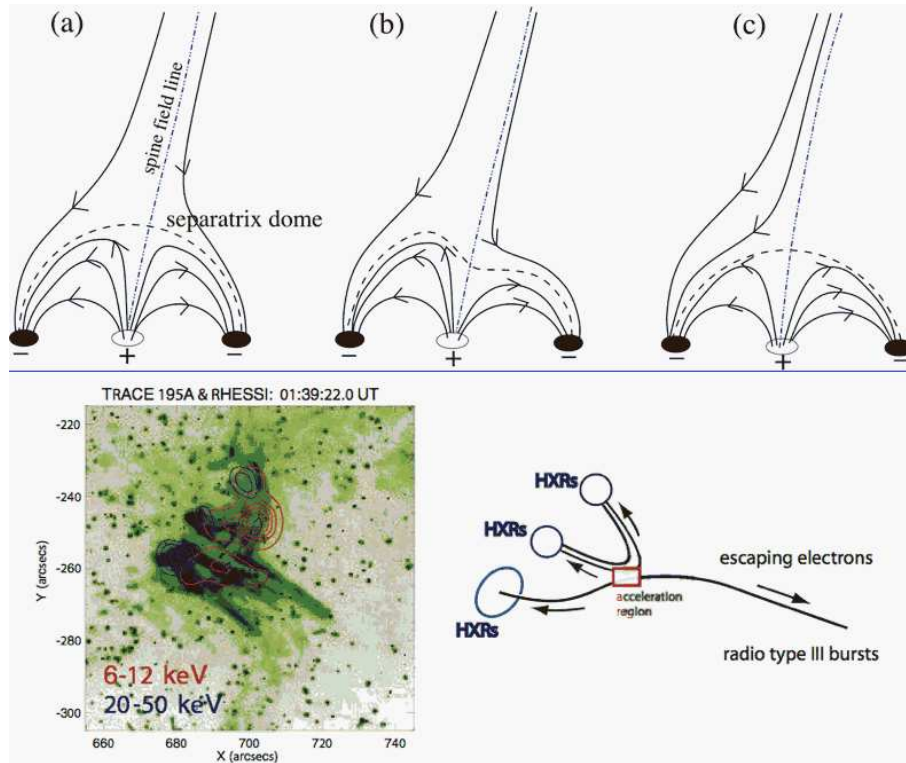 (a)
(b)
(c)
spine field line
separatrix dome
− + −
− + −
− + −
TRACE 195A & RHESSI: 01:39:22.0 UT
-220
-240
-260
-280
-300
Y (arcsecs)
6-12 keV
20-50 keV
660 680 700 720 740
X (arcsecs)
HXRs
HXRs
HXRs
acceleration
region
escaping electrons
radio type III bursts